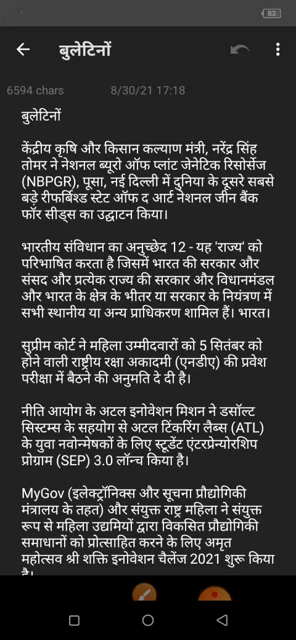 83
बुलेटिनों
6594 chars 8/30/21 17:18
बुलेटिनों
केंद्रीय कृषि और किसान कल्याण मंत्री, नरेंद्र सिंह
तोमर ने नेशनल ब्यूरो ऑफ प्लांट जेनेटिक रिसोर्सेज
(NBPGR), पूसा, नई दिल्ली में दुनिया के दूसरे सबसे
बड़े रीफर्बिश्ड स्टेट ऑफ द आर्ट नेशनल जीन बैंक
फॉर सीड्स का उद्घाटन किया।
भारतीय संविधान का अनुच्छेद 12 - यह 'राज्य' को
परिभाषित करता है जिसमें भारत की सरकार और
संसद और प्रत्येक राज्य की सरकार और विधानमंडल
और भारत के क्षेत्र के भीतर या सरकार के नियंत्रण में
सभी स्थानीय या अन्य प्राधिकरण शामिल हैं। भारत।
सुप्रीम कोर्ट ने महिला उम्मीदवारों को 5 सितंबर को
होने वाली राष्ट्रीय रक्षा अकादमी (एनडीए) की प्रवेश
परीक्षा में बैठने की अनुमति दे दी है।
नीति आयोग के अटल इनोवेशन मिशन ने डसॉल्ट
सिस्टम्स के सहयोग से अटल टिंकरिंग लैब्स (ATL)
के युवा नवोन्मेषकों के लिए स्टूडेंट एंटरप्रेन्योरशिप
प्रोग्राम (SEP) 3.0 लॉन्च किया है।
MyGov (इलेक्ट्रॉनिक्स और सूचना प्रौद्योगिकी
मंत्रालय के तहत) और संयुक्त राष्ट्र महिला ने संयुक्त
रूप से महिला उद्यमियों द्वारा विकसित प्रौद्योगिकी
समाधानों को प्रोत्साहित करने के लिए अमृत
महोत्सव श्री शक्ति इनोवेशन चैलेंज 2021 शुरू किया
है।